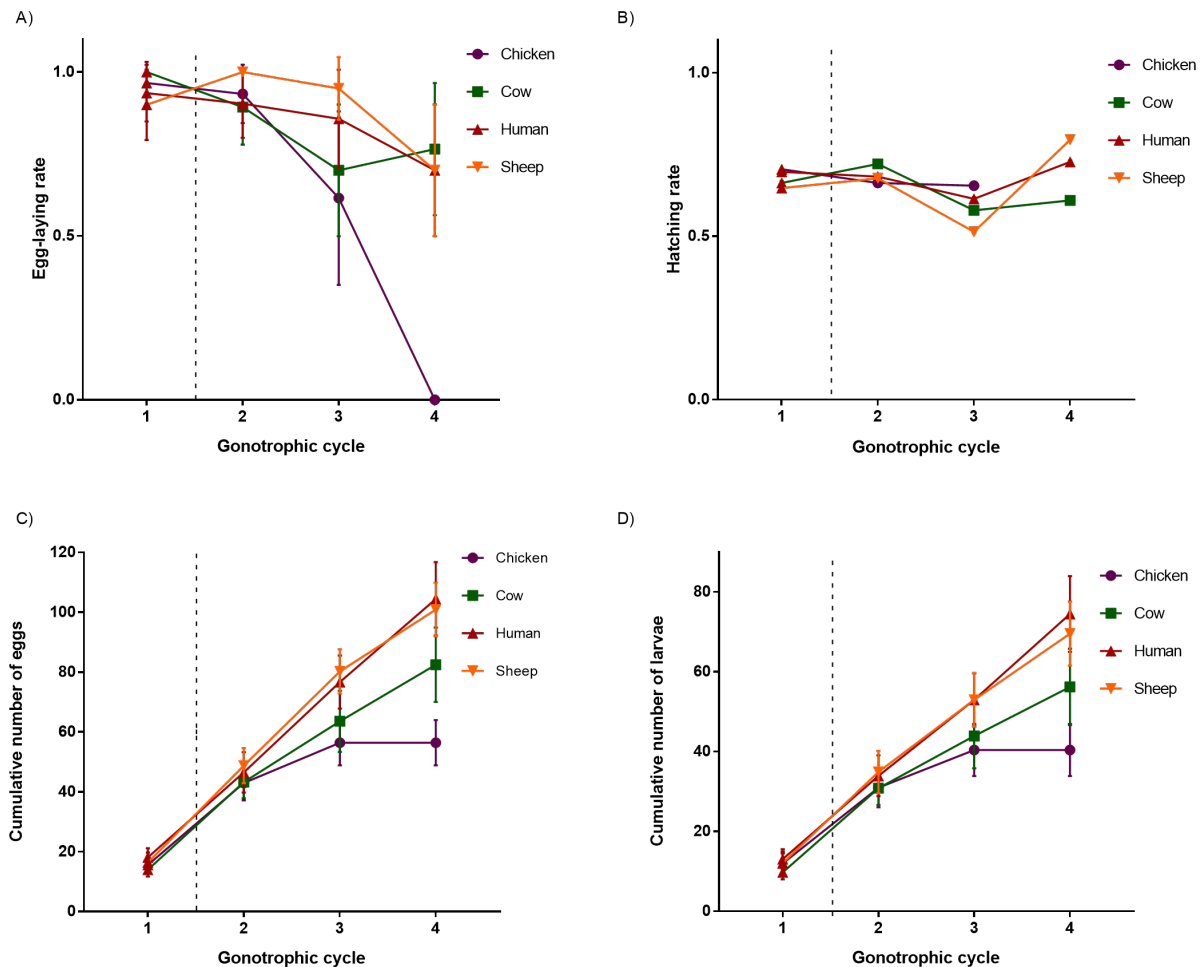 A)
Chicken
Cow
Human
Sheep
1.0
0.5
0.0
Egg-laying rate
1 2 3 4
Gonotrophic cycle
B)
Chicken
Cow
Human
Sheep
1.0
0.5
0.0
Hatching rate
1 2 3 4
Gonotrophic cycle
C)
Chicken
Cow
Human
Sheep
120
100
80
60
40
20
0
Cumulative number of eggs
1 2 3 4
Gonotrophic cycle
D)
Chicken
Cow
Human
Sheep
80
60
40
20
0
Cumulative number of larvae
1 2 3 4
Gonotrophic cycle